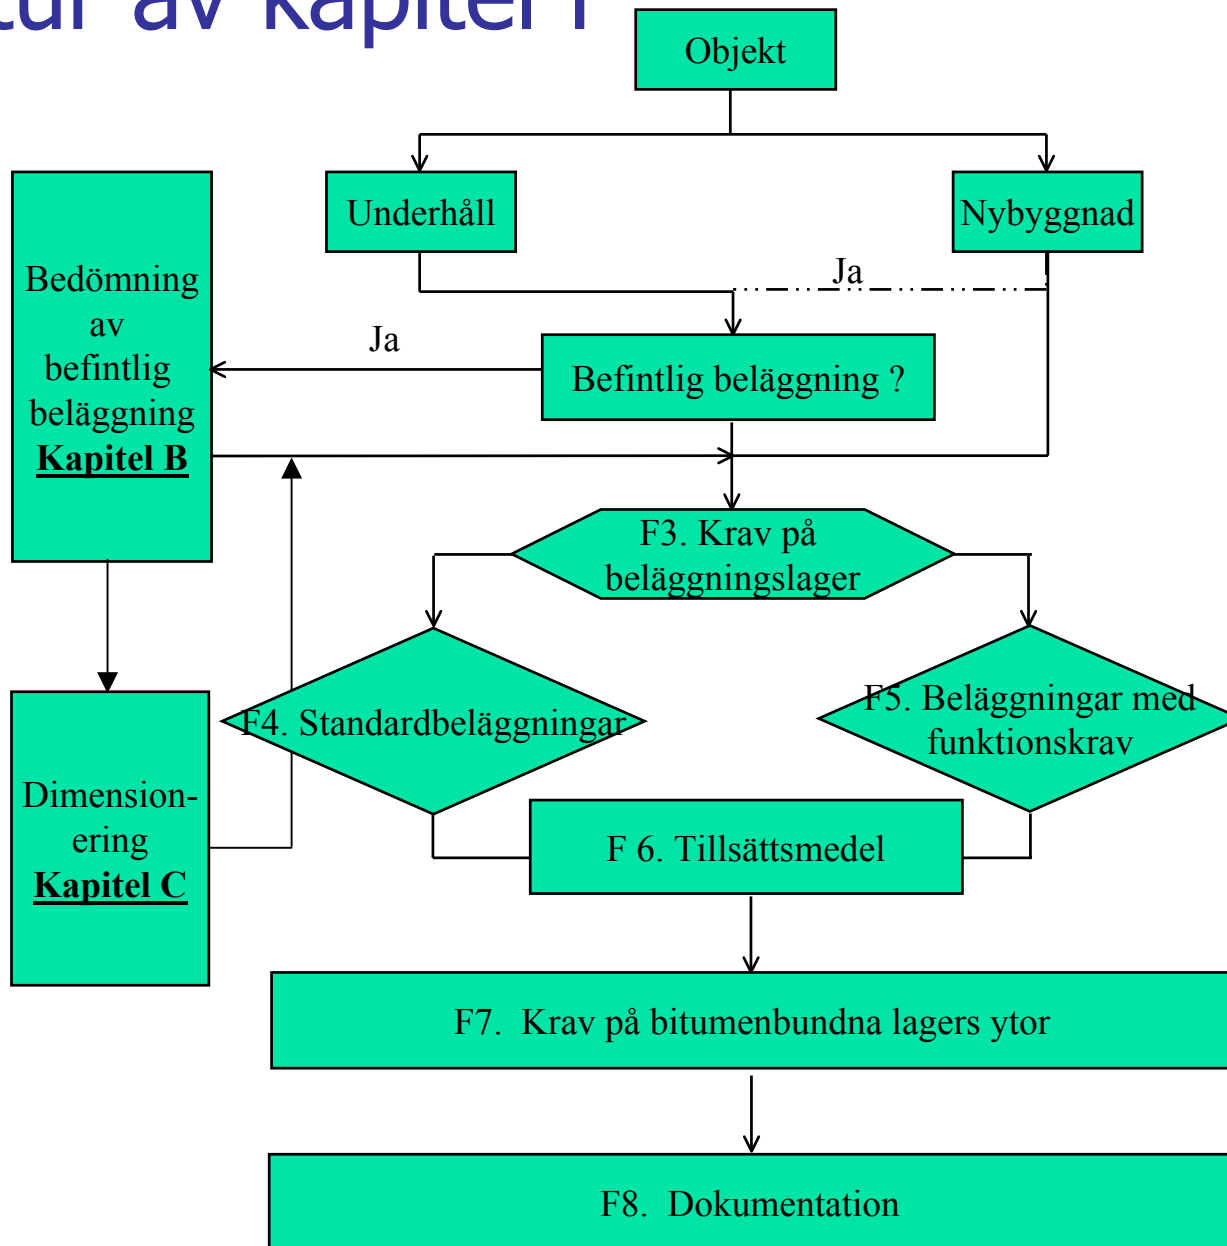 av kapitel
Objekt
Underhåll
Nybyggnad
Ja
Bedömning
av
befintlig
beläggning
Kapitel B
Ja
Befintlig beläggning ?
F3. Krav på
beläggningslager
F4. Standardbeläggningar
F5. Beläggningar med
funktionskrav
Dimension-
ering
Kapitel C
F 6. Tillsättsmedel
F7. Krav på bitumenbundna lagers ytor
F8. Dokumentation